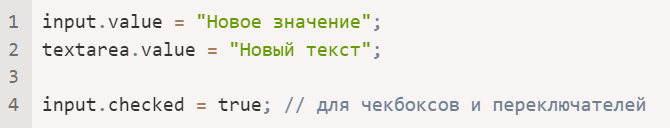 1 input.value = "Новое значение";
2 textarea.value = "Новый текст";
3
4 input.checked = true; // для чекбоксов и переключателей